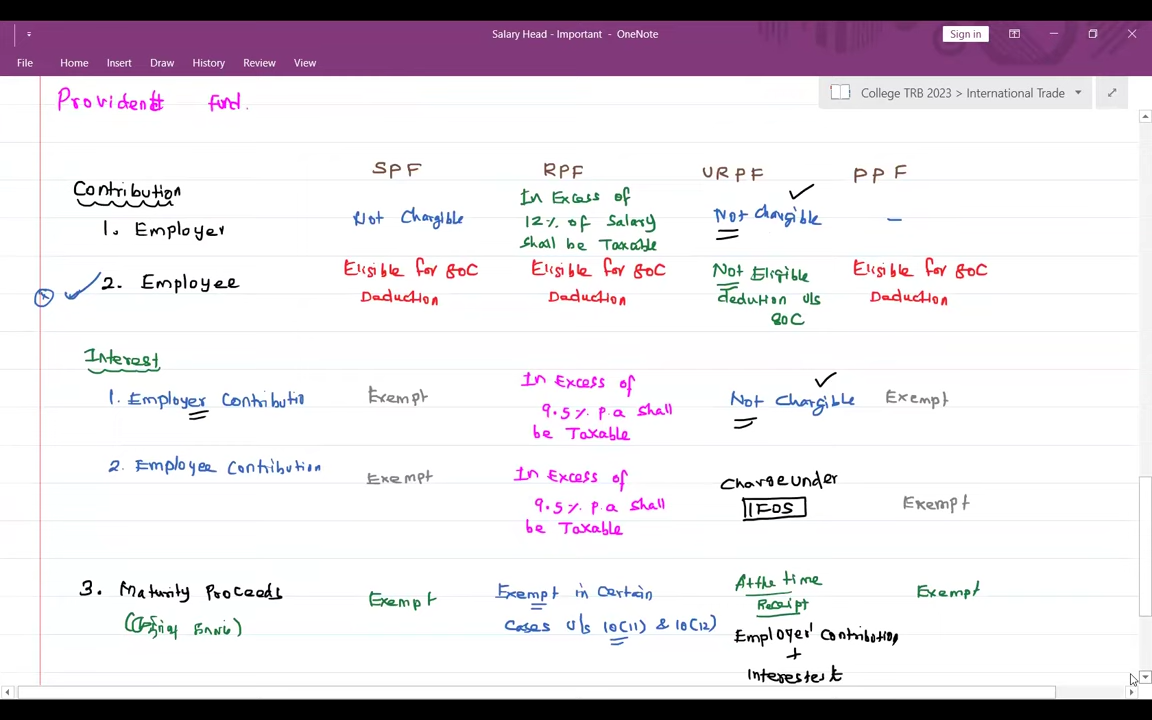 Salary Head - Important - OneNote
Sign in
File Home Insert Draw History Review View
College TRB 2023 > International Trade
Provident fund.
SPF RPF URPF PPF
Contribution
1. Employer
Not Chargible
In Excess of
12% of Salary
shall be Taxable
Not Chargible
—
2. Employee
Eligible for 80C
Deduction
Eligible for 80C
Deduction
Not Eligible
deduction u/s
80C
Eligible for 80C
Deduction
Interest
1. Employer Contributio
Exempt
In Excess of
9.5% p.a shall
be Taxable
Not Chargible
Exempt
2. Employee Contribution
Exempt
In Excess of
9.5% p.a shall
be Taxable
Charge under
IFOS
Exempt
3. Maturity Proceeds
Exempt
Exempt in Certain
Cases u/s 10(11) & 10(12)
At the time
Receipt
Employer' Contribution
+
Exempt